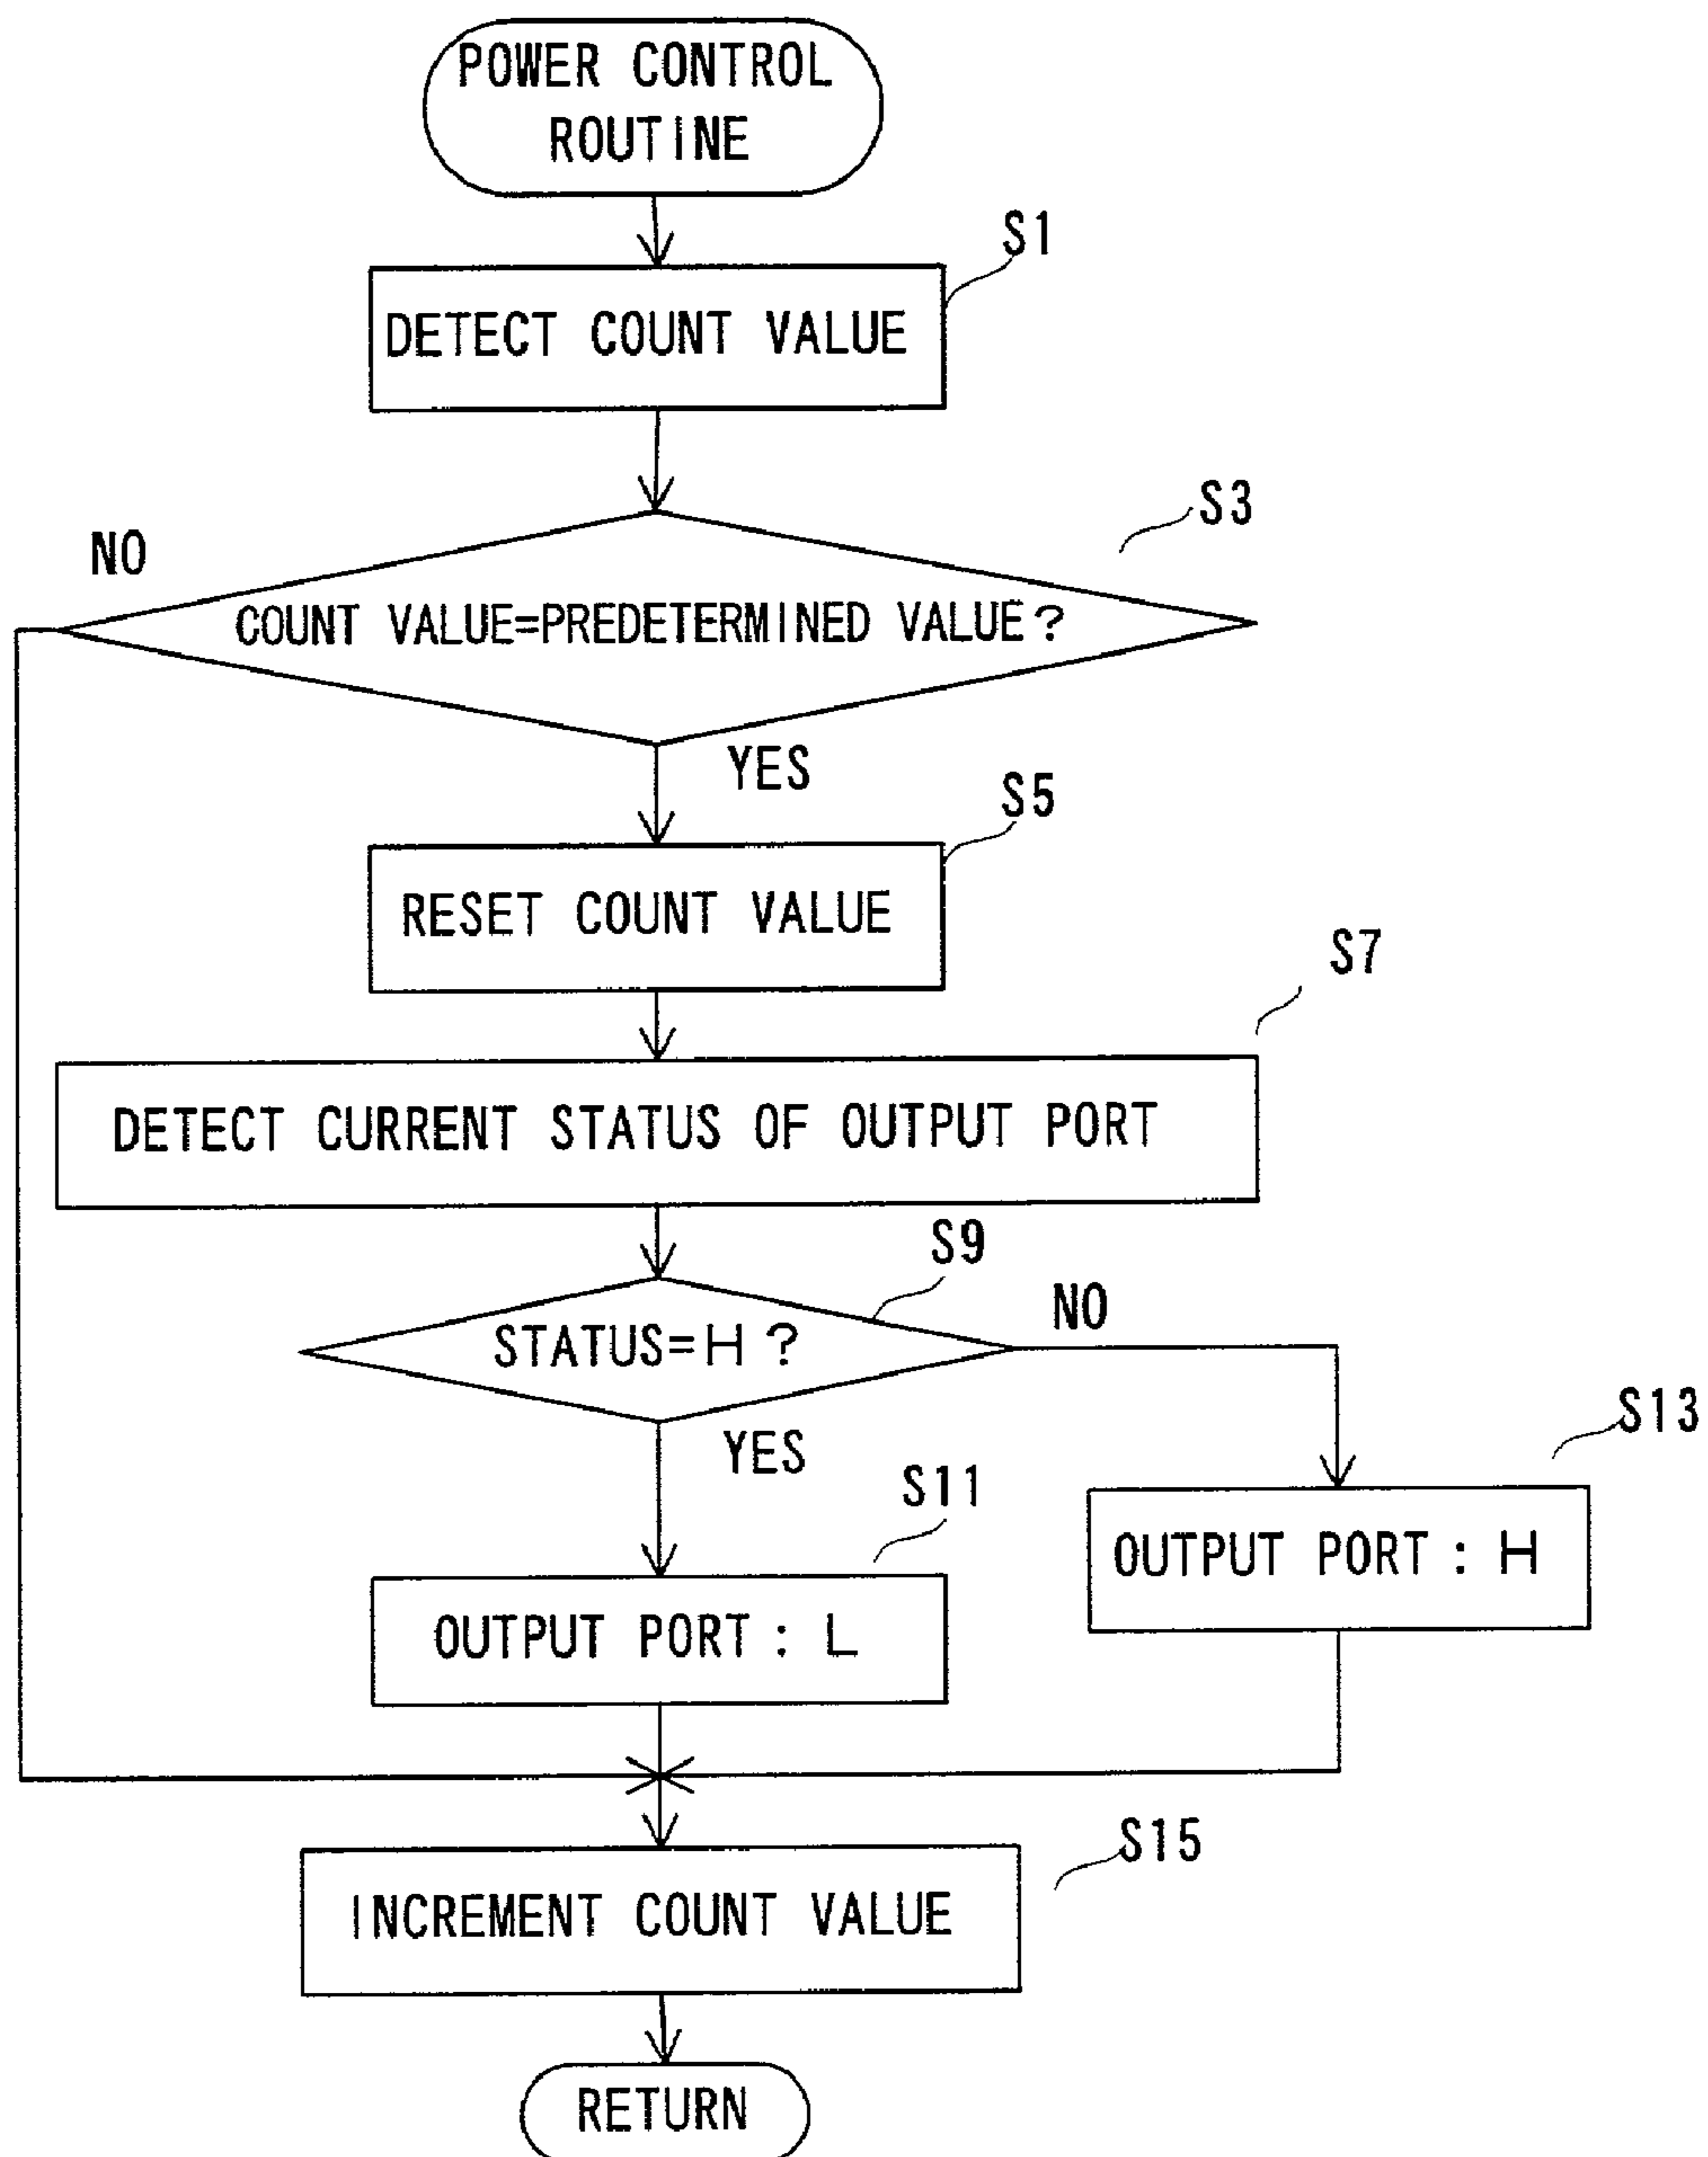 POWER CONTROL
ROUTINE
S1
DETECT COUNT VALUE
S3
NO
COUNT VALUE=PREDETERMINED VALUE?
YES
S5
RESET COUNT VALUE
S7
DETECT CURRENT STATUS OF OUTPUT PORT
S9
NO
STATUS=H?
YES
S13
S11
OUTPUT PORT : H
OUTPUT PORT : L
S15
INCREMENT COUNT VALUE
RETURN